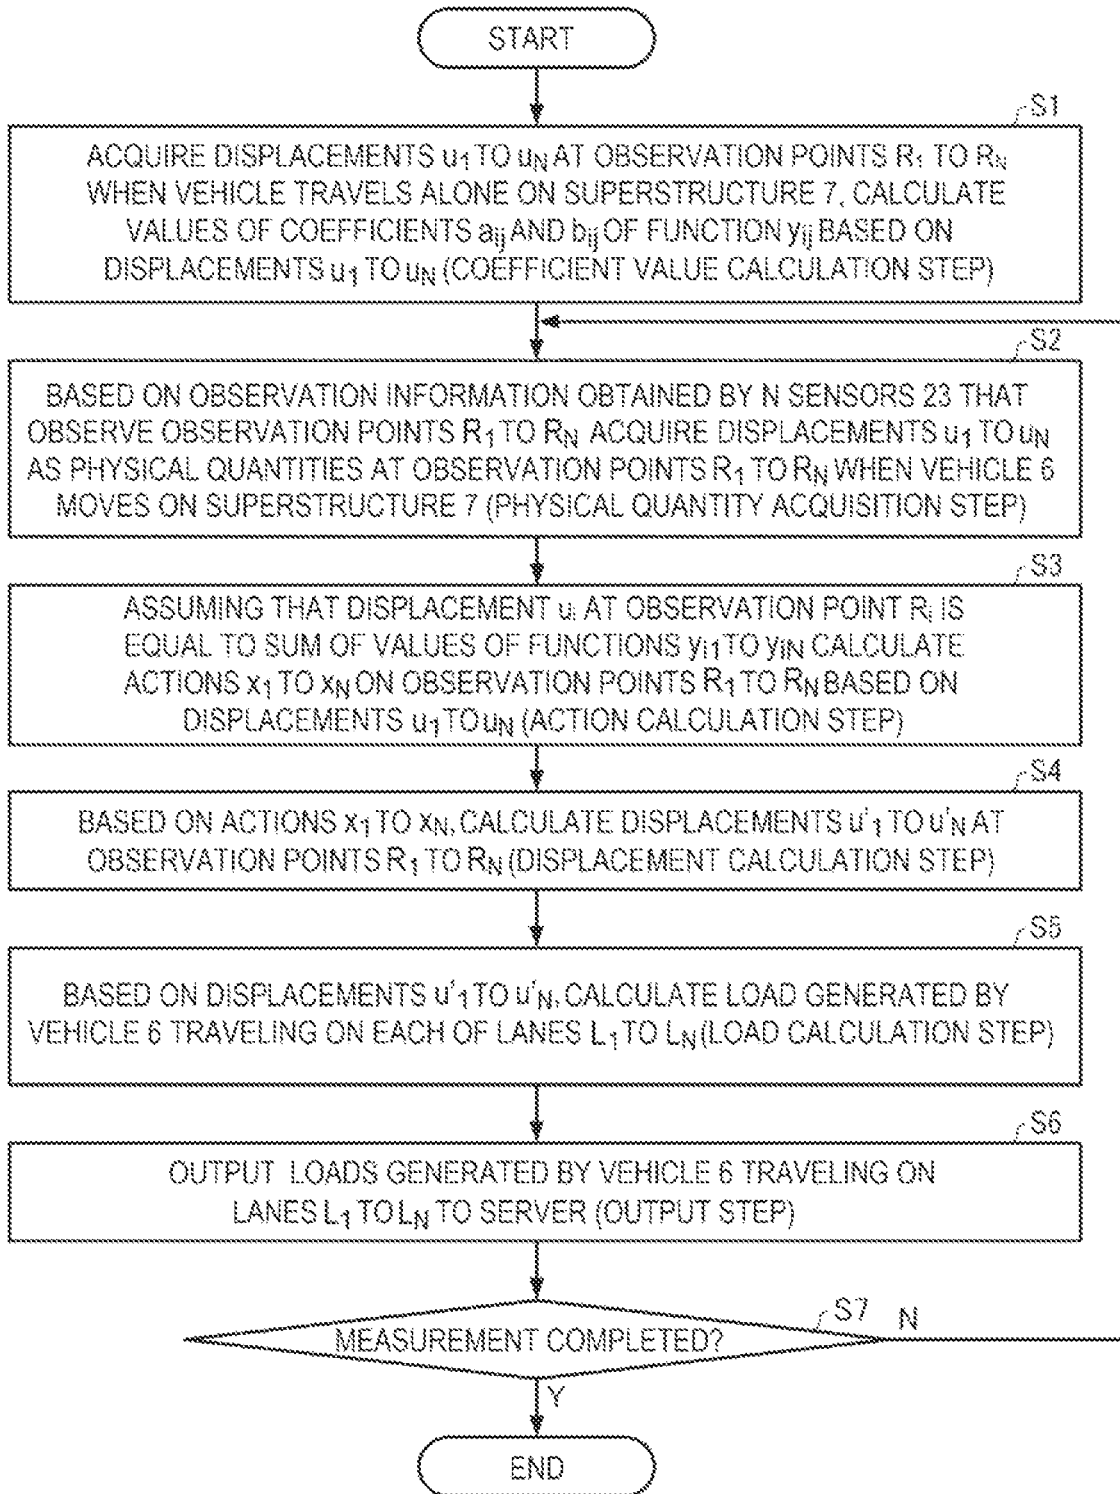 START
S1
ACQUIRE DISPLACEMENTS u1 TO uN AT OBSERVATION POINTS R1 TO RN
WHEN VEHICLE TRAVELS ALONE ON SUPERSTRUCTURE 7, CALCULATE
VALUES OF COEFFICIENTS aij AND bij OF FUNCTION yij BASED ON
DISPLACEMENTS u1 TO uN (COEFFICIENT VALUE CALCULATION STEP)
S2
BASED ON OBSERVATION INFORMATION OBTAINED BY N SENSORS 23 THAT
OBSERVE OBSERVATION POINTS R1 TO RN ACQUIRE DISPLACEMENTS u1 TO uN
AS PHYSICAL QUANTITIES AT OBSERVATION POINTS R1 TO RN WHEN VEHICLE 6
MOVES ON SUPERSTRUCTURE 7 (PHYSICAL QUANTITY ACQUISITION STEP)
S3
ASSUMING THAT DISPLACEMENT ui AT OBSERVATION POINT Ri IS
EQUAL TO SUM OF VALUES OF FUNCTIONS yi1 TO yiN CALCULATE
ACTIONS x1 TO xN ON OBSERVATION POINTS R1 TO RN BASED ON
DISPLACEMENTS u1 TO uN (ACTION CALCULATION STEP)
S4
BASED ON ACTIONS x1 TO xN, CALCULATE DISPLACEMENTS u'1 TO u'N AT
OBSERVATION POINTS R1 TO RN (DISPLACEMENT CALCULATION STEP)
S5
BASED ON DISPLACEMENTS u'1 TO u'N, CALCULATE LOAD GENERATED BY
VEHICLE 6 TRAVELING ON EACH OF LANES L1 TO LN (LOAD CALCULATION STEP)
S6
OUTPUT LOADS GENERATED BY VEHICLE 6 TRAVELING ON
LANES L1 TO LN TO SERVER (OUTPUT STEP)
S7
MEASUREMENT COMPLETED?
N
Y
END